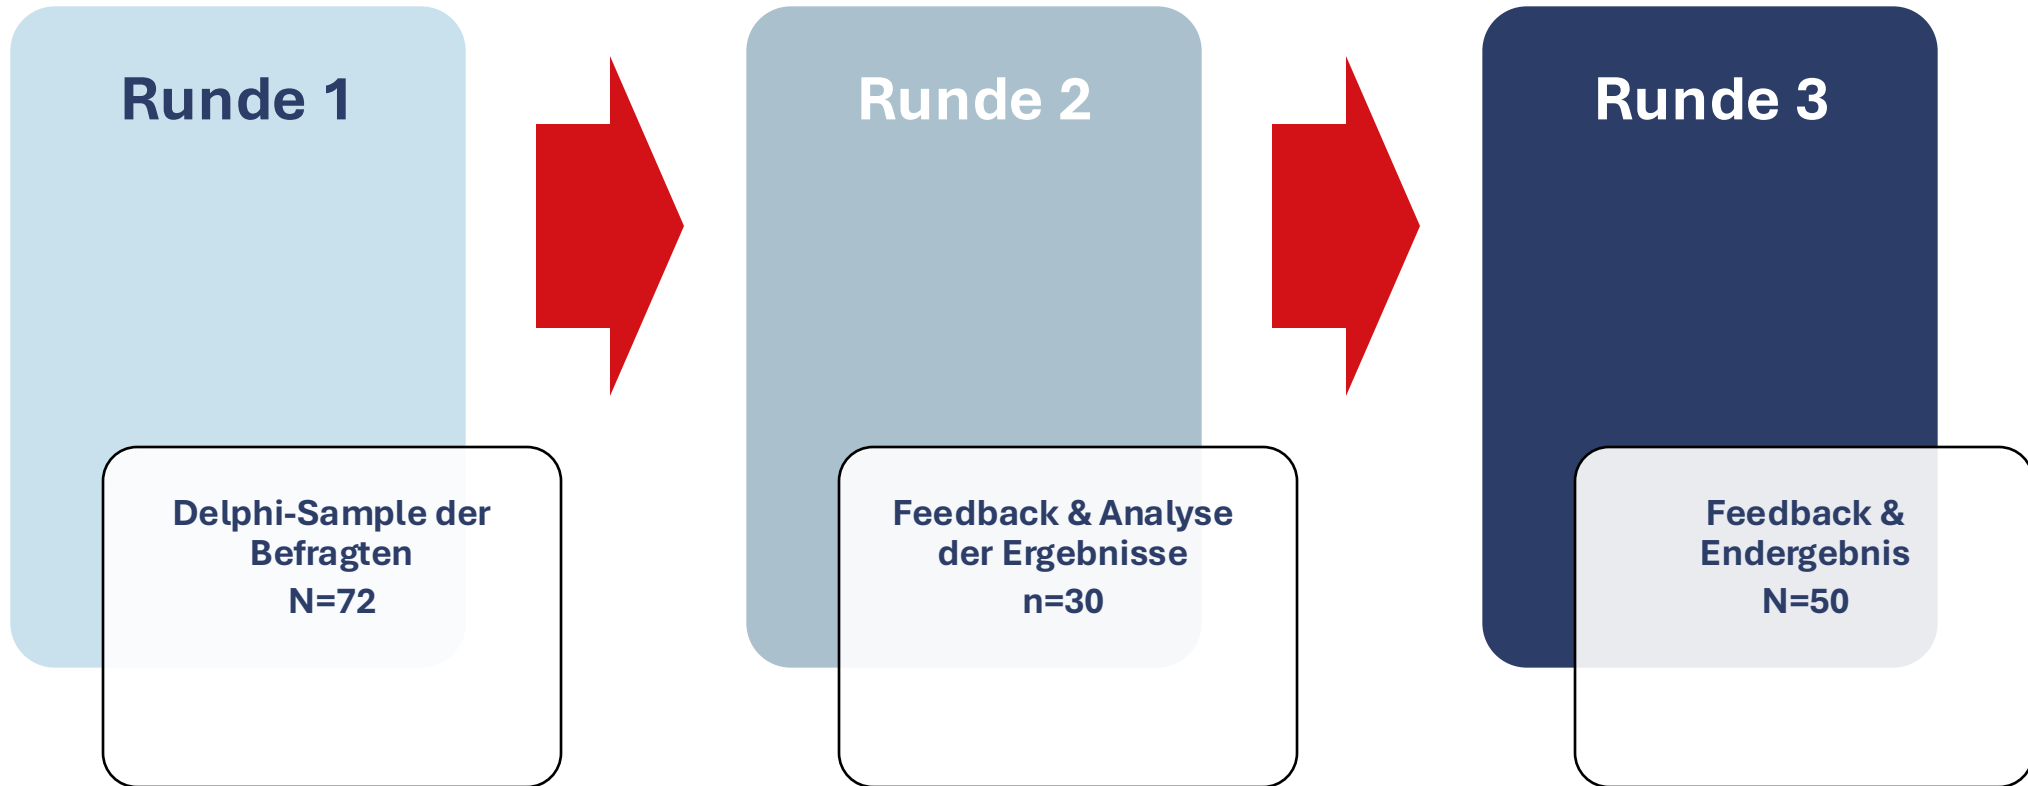 Runde 1
Delphi-Sample der
Befragten
N=72
Runde 2
Feedback & Analyse
der Ergebnisse
n=30
Runde 3
Feedback &
Endergebnis
N=50